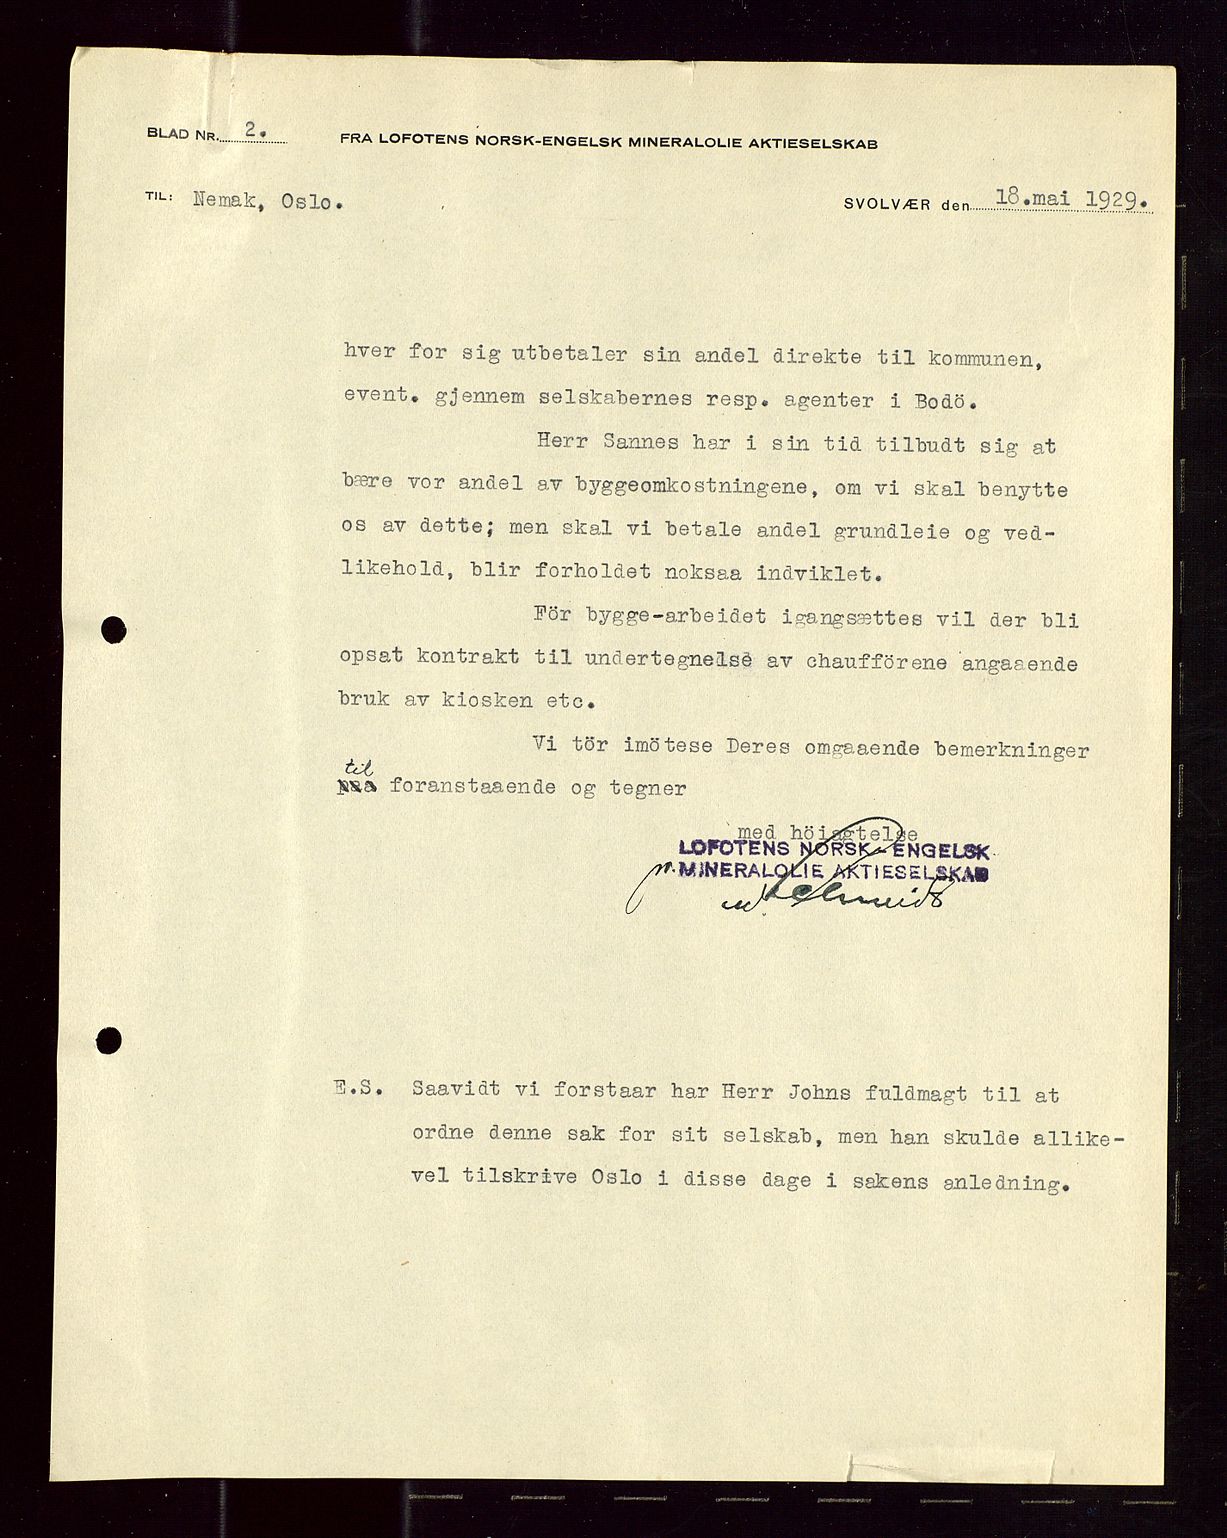 BLAD NR. 2. FRA LOFOTENS NORSK-ENGELSK MINERALOLIE AKTIESELSKAB
TIL: Nemak, Oslo. SVOLVÆR den 18.mai 1929.
hver for sig utbetaler sin andel direkte til kommunen,
event. gjennem selskabernes resp. agenter i Bodö.
Herr Sannes har i sin tid tilbudt sig at
bære vor andel av byggeomkostningene, om vi skal benytte
os av dette; men skal vi betale andel grundleie og ved-
likehold, blir forholdet noksaa indviklet.
För bygge-arbeidet igangsættes vil der bli
opsat kontrakt til undertegnelse av chaufförene angaaende
bruk av kiosken etc.
Vi tör imötese Deres omgaaende bemerkninger
til
paa foranstaaende og tegner
med höiagtelse
LOFOTENS NORSK-ENGELSK
MINERALOLIE AKTIESELSKAB
E.S. Saavidt vi forstaar har Herr Johns fuldmagt til at
ordne denne sak for sit selskab, men han skulde allike-
vel tilskrive Oslo i disse dage i sakens anledning.